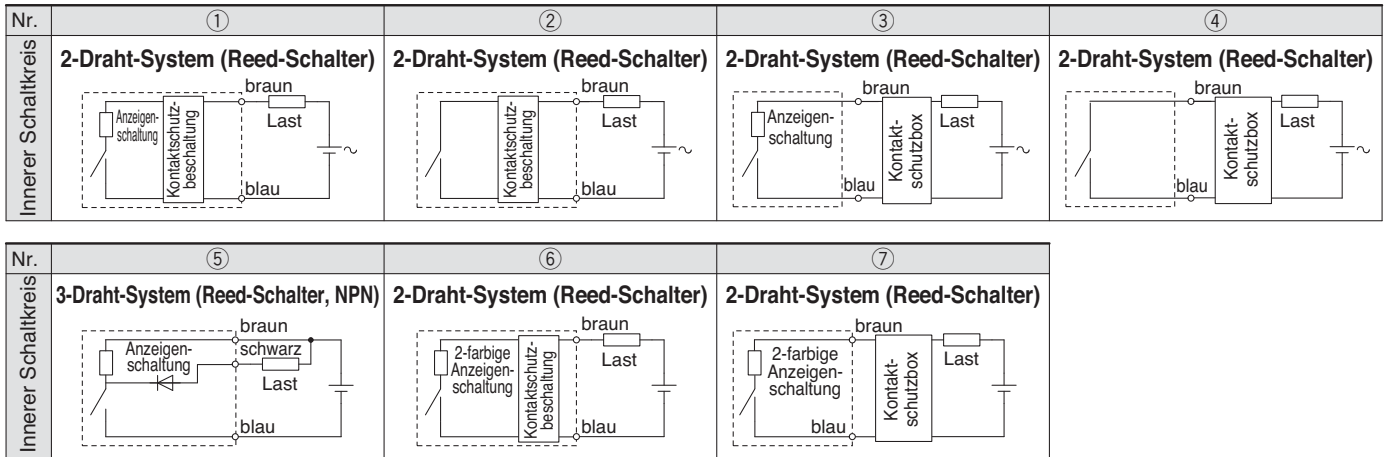 Nr. ① ② ③ ④
Innerer Schaltkreis
2-Draht-System (Reed-Schalter) 2-Draht-System (Reed-Schalter) 2-Draht-System (Reed-Schalter) 2-Draht-System (Reed-Schalter)
braun
Anzeigen-
schaltung
Kontaktschutz-
beschaltung
Last
blau
braun
Kontaktschutz-
beschaltung
Last
blau
braun
Anzeigen-
schaltung
Kontakt-
schutzbox
Last
blau
braun
Kontakt-
schutzbox
Last
blau
Nr. ⑤ ⑥ ⑦
Innerer Schaltkreis
3-Draht-System (Reed-Schalter, NPN) 2-Draht-System (Reed-Schalter) 2-Draht-System (Reed-Schalter)
braun
Anzeigen-
schaltung
schwarz
Last
blau
braun
2-farbige
Anzeigen-
schaltung
Kontaktschutz-
beschaltung
Last
blau
braun
2-farbige
Anzeigen-
schaltung
Kontakt-
schutzbox
Last
blau